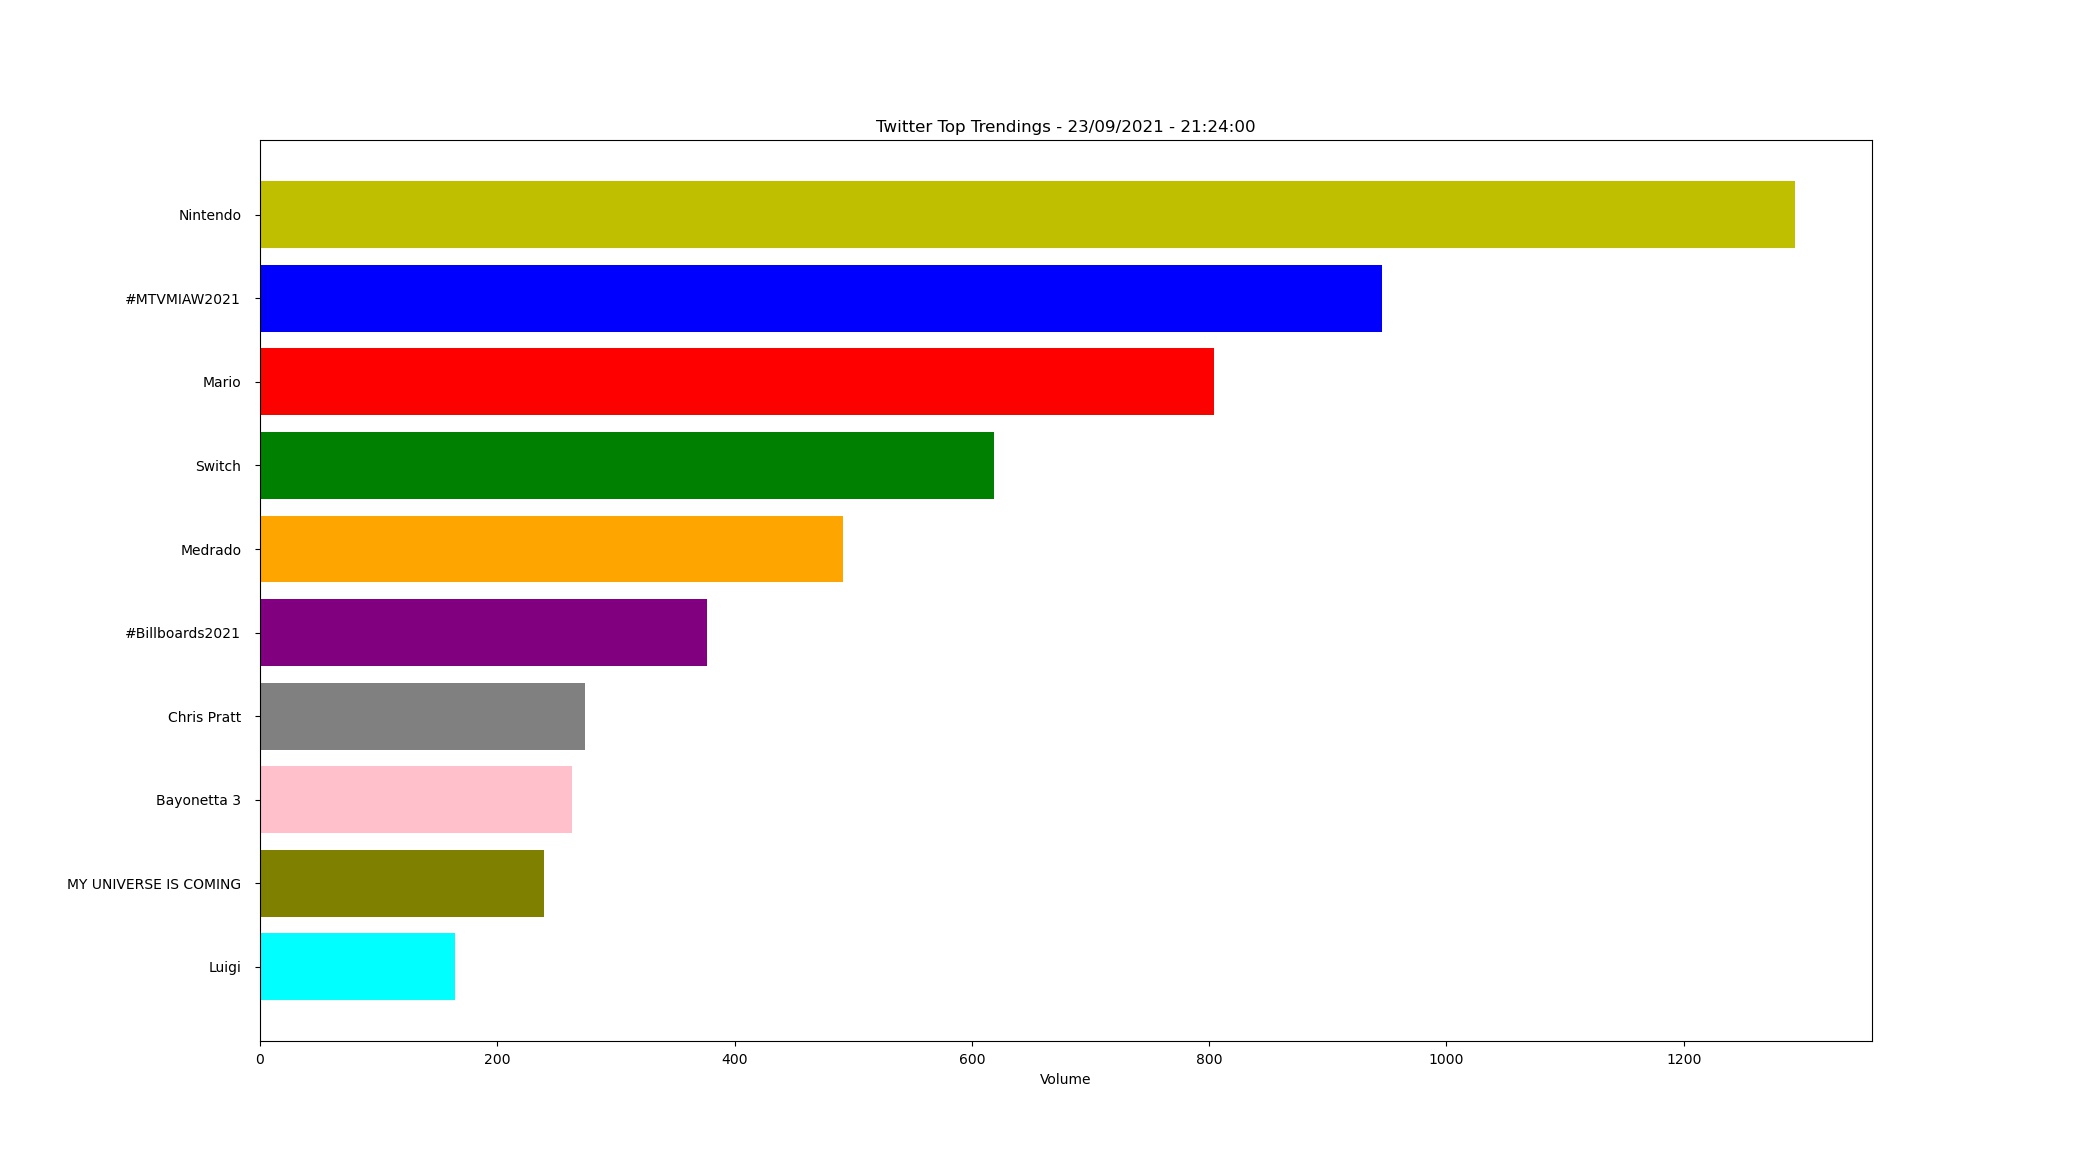 Twitter Top Trendings - 23/09/2021 - 21:24:00
Nintendo
#MTVMIAW2021
Mario
Switch
Medrado
#Billboards2021
Chris Pratt
Bayonetta 3
MY UNIVERSE IS COMING
Luigi
0 200 400 600 800 1000 1200
Volume